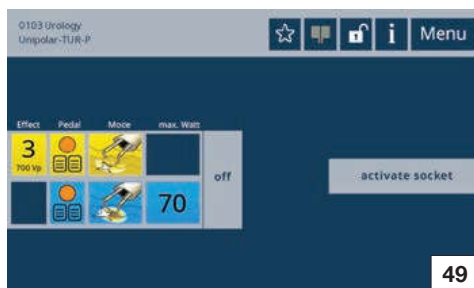 0103 Urology
Unipolar-TUR-P
i
Menu
Effect Pedal Mode max. Watt
3
700 Vp
off
activate socket
70
49